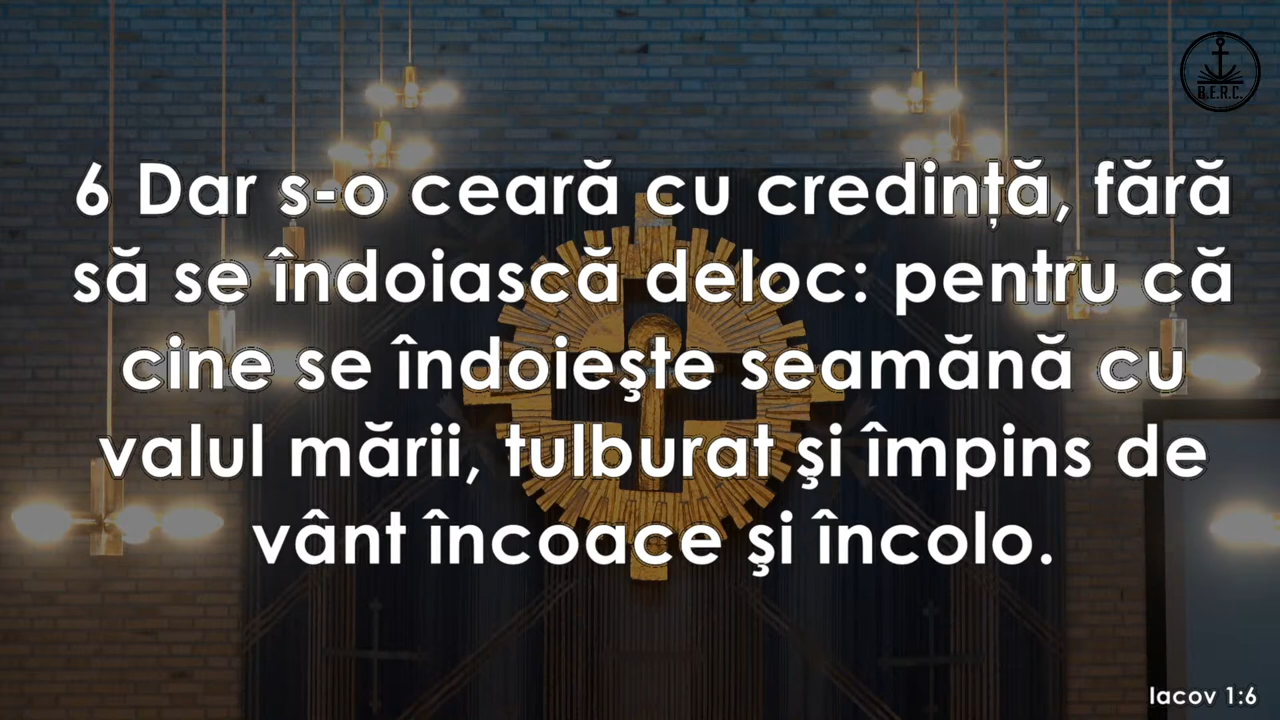 B.E.R.C.
6 Dar s-o ceară cu credință, fără
să se îndoiască deloc: pentru că
cine se îndoieşte seamănă cu
valul mării, tulburat şi împins de
vânt încoace şi încolo.
Iacov 1:6